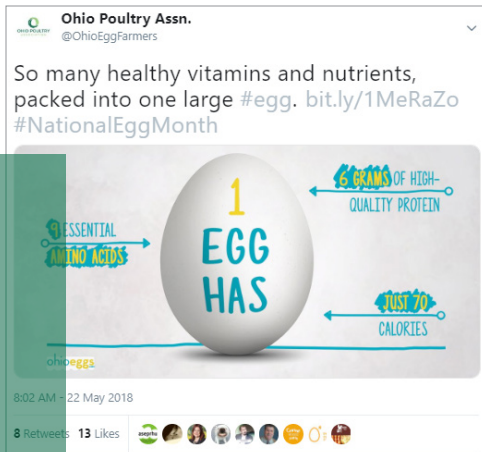 Ohio Poultry Assn.
@OhioEggFarmers
So many healthy vitamins and nutrients,
packed into one large #egg. bit.ly/1MeRaZo
#NationalEggMonth
9 ESSENTIAL
AMINO ACIDS
1
EGG
HAS
6 GRAMS OF HIGH-
QUALITY PROTEIN
JUST 70
CALORIES
ohioeggs
8:02 AM - 22 May 2018
8 Retweets 13 Likes